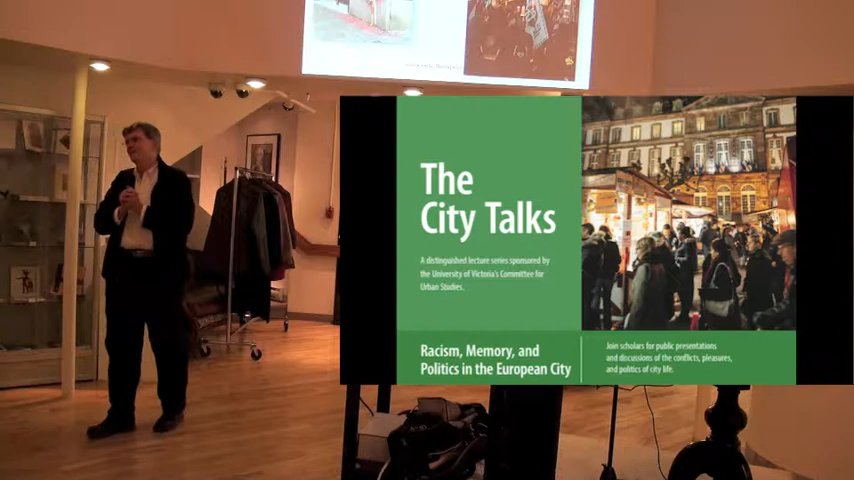 The
City Talks
A distinguished lecture series sponsored by
the University of Victoria's Committee for
Urban Studies.
Racism, Memory, and
Politics in the European City
Join scholars for public presentations
and discussions of the conflicts, pleasures,
and politics of city life.